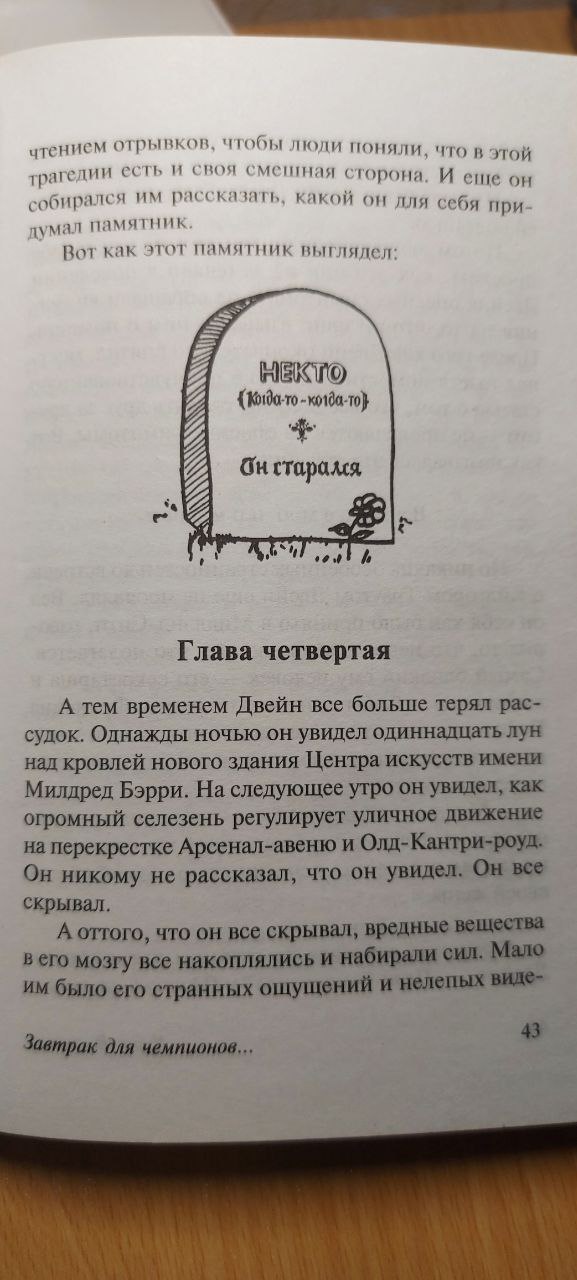 чтением отрывков, чтобы люди поняли, что в этой
трагедии есть и своя смешная сторона. И еще он
собирался им рассказать, какой он для себя при-
думал памятник.
Вот как этот памятник выглядел:
НЕКТО
(Когда-то-когда-то)
Он старался
Глава четвертая
А тем временем Двейн все больше терял рас-
судок. Однажды ночью он увидел одиннадцать лун
над кровлей нового здания Центра искусств имени
Милдред Бэрри. На следующее утро он увидел, как
огромный селезень регулирует уличное движение
на перекрестке Арсенал-авеню и Олд-Кантри-роуд.
Он никому не рассказал, что он увидел. Он все
скрывал.
А оттого, что он все скрывал, вредные вещества
в его мозгу все накоплялись и набирали сил. Мало
им было его странных ощущений и нелепых виде-
Завтрак для чемпионов...
43